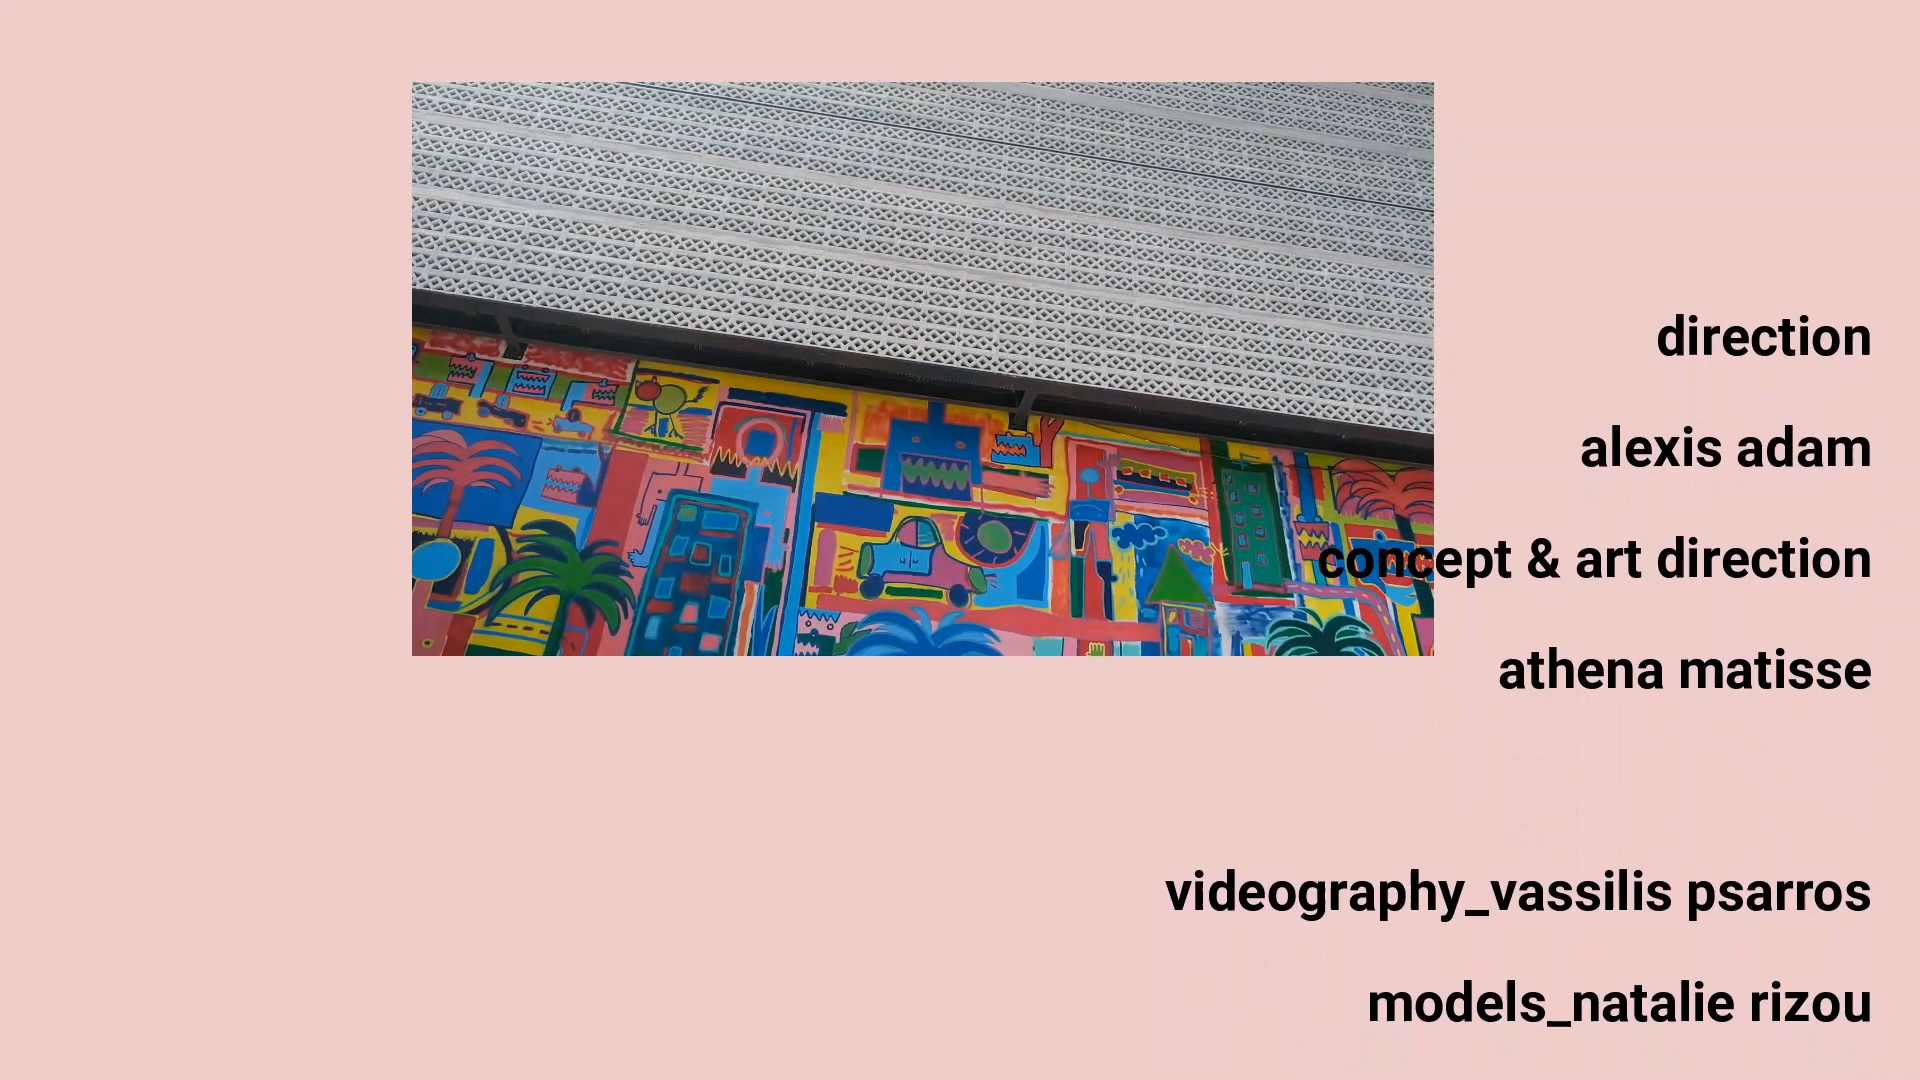 direction
alexis adam
concept & art direction
athena matisse
videography_vassilis psarros
models_natalie rizou